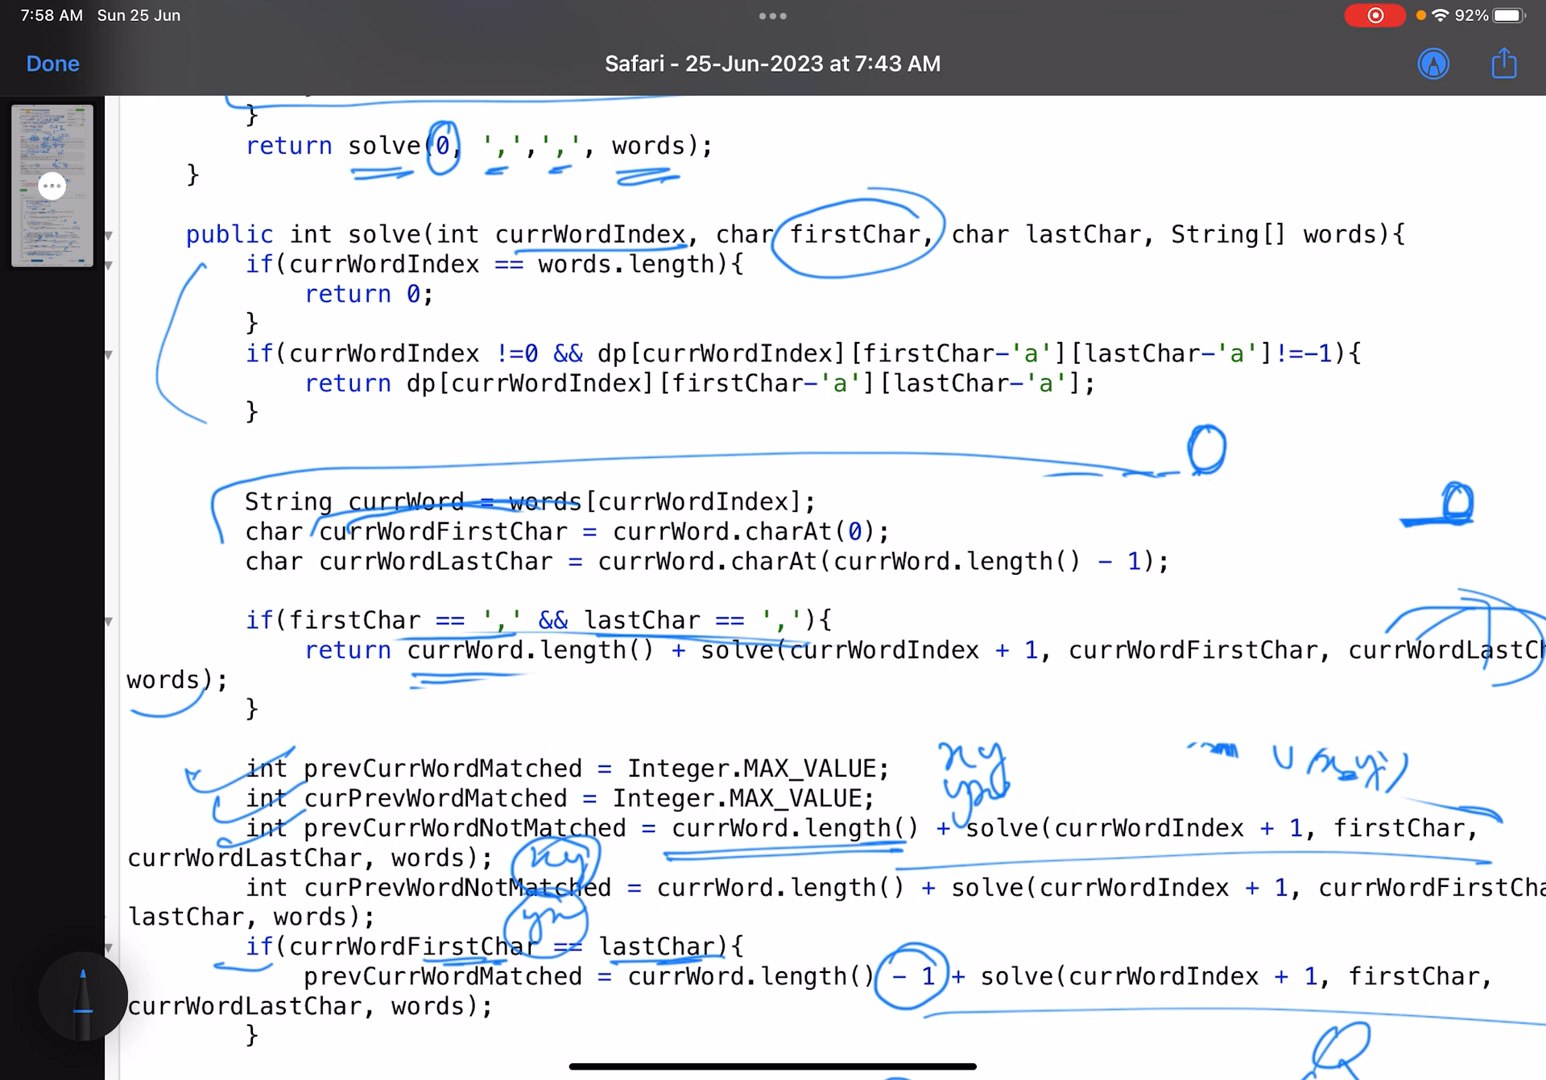 7:58 AM Sun 25 Jun
92%
Done
Safari - 25-Jun-2023 at 7:43 AM
}
return solve(0, ',',',', words);
}
public int solve(int currWordIndex, char firstChar, char lastChar, String[] words){
if(currWordIndex == words.length){
return 0;
}
if(currWordIndex !=0 && dp[currWordIndex][firstChar-'a'][lastChar-'a']!=-1){
return dp[currWordIndex][firstChar-'a'][lastChar-'a'];
}
String currWord = words[currWordIndex];
char currWordFirstChar = currWord.charAt(0);
char currWordLastChar = currWord.charAt(currWord.length() - 1);
if(firstChar == ',' && lastChar == ','){
return currWord.length() + solve(currWordIndex + 1, currWordFirstChar, currWordLastCh
words);
}
int prevCurrWordMatched = Integer.MAX_VALUE;
int curPrevWordMatched = Integer.MAX_VALUE;
xy
int prevCurrWordNotMatched = currWord.length() + solve(currWordIndex + 1, firstChar,
currWordLastChar, words);
xy
int curPrevWordNotMatched = currWord.length() + solve(currWordIndex + 1, currWordFirstCha
lastChar, words);
if(currWordFirstChar == lastChar){
prevCurrWordMatched = currWord.length() - 1 + solve(currWordIndex + 1, firstChar,
currWordLastChar, words);
}